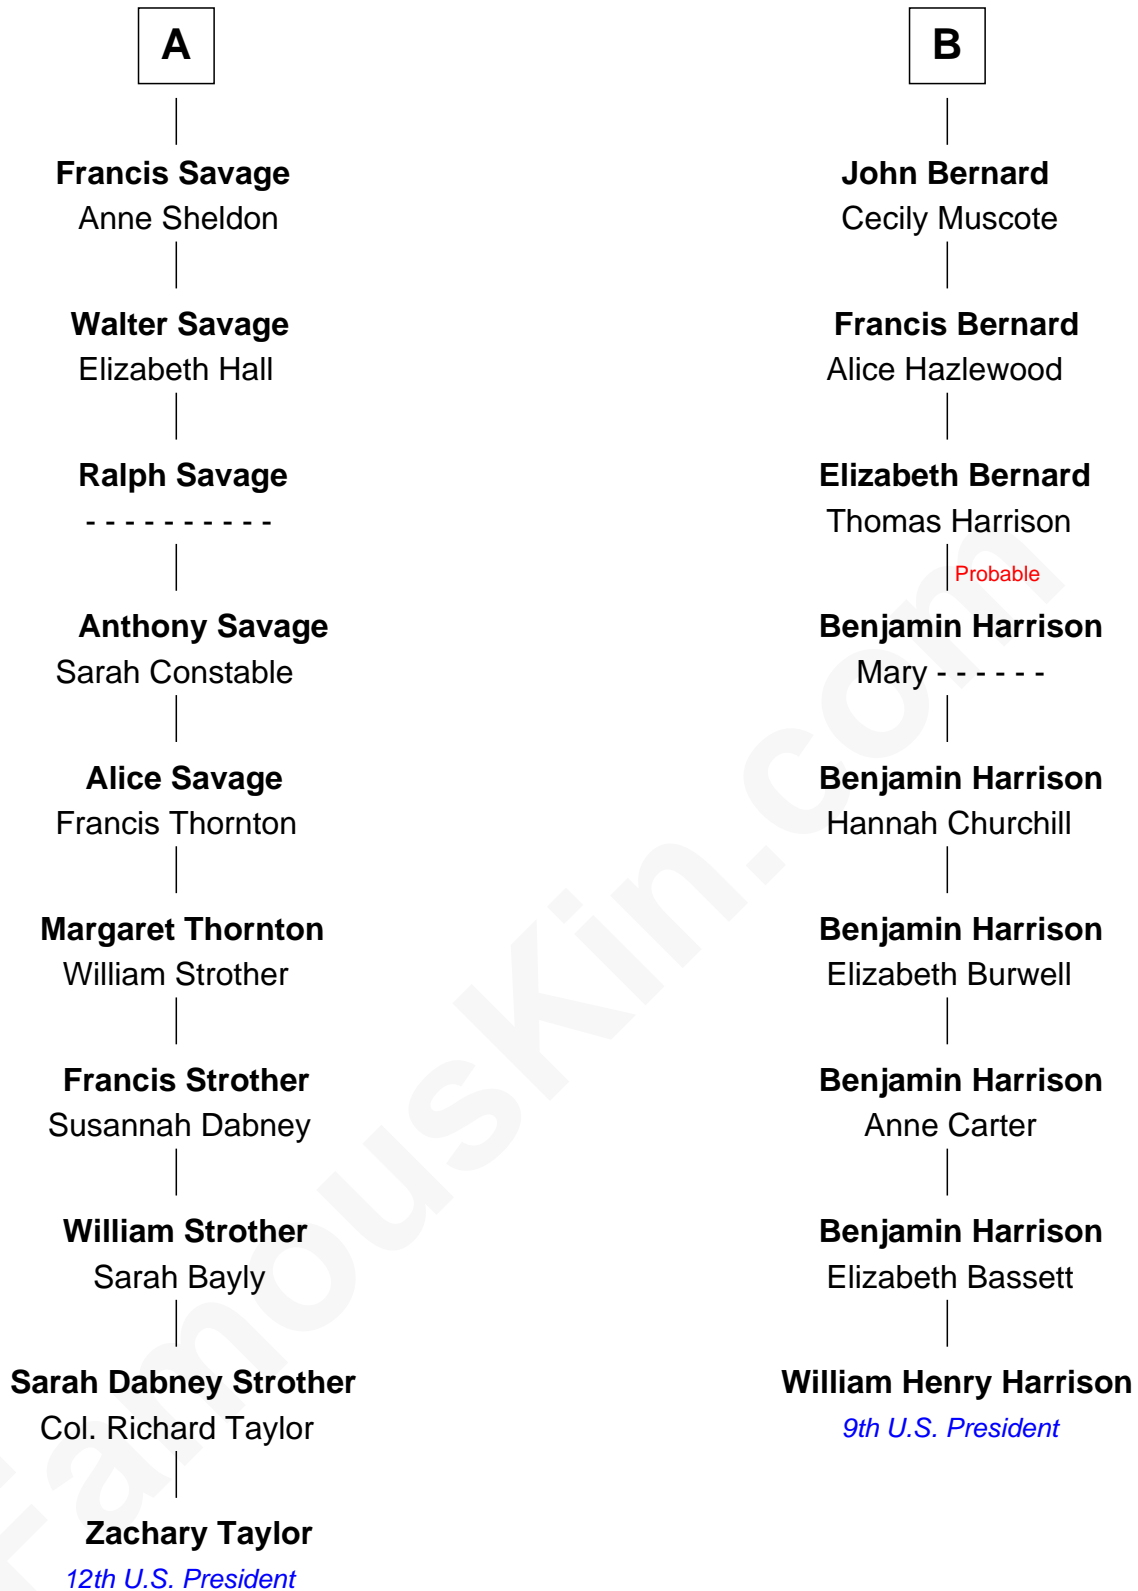 A
Francis Savage
Anne Sheldon
Walter Savage
Elizabeth Hall
Ralph Savage
- - - - - - - - - -
Anthony Savage
Sarah Constable
Alice Savage
Francis Thornton
Margaret Thornton
William Strother
Francis Strother
Susannah Dabney
William Strother
Sarah Bayly
Sarah Dabney Strother
Col. Richard Taylor
Zachary Taylor
12th U.S. President
B
John Bernard
Cecily Muscote
Francis Bernard
Alice Hazlewood
Elizabeth Bernard
Thomas Harrison
Probable
Benjamin Harrison
Mary - - - - - -
Benjamin Harrison
Hannah Churchill
Benjamin Harrison
Elizabeth Burwell
Benjamin Harrison
Anne Carter
Benjamin Harrison
Elizabeth Bassett
William Henry Harrison
9th U.S. President
FamousKin.com